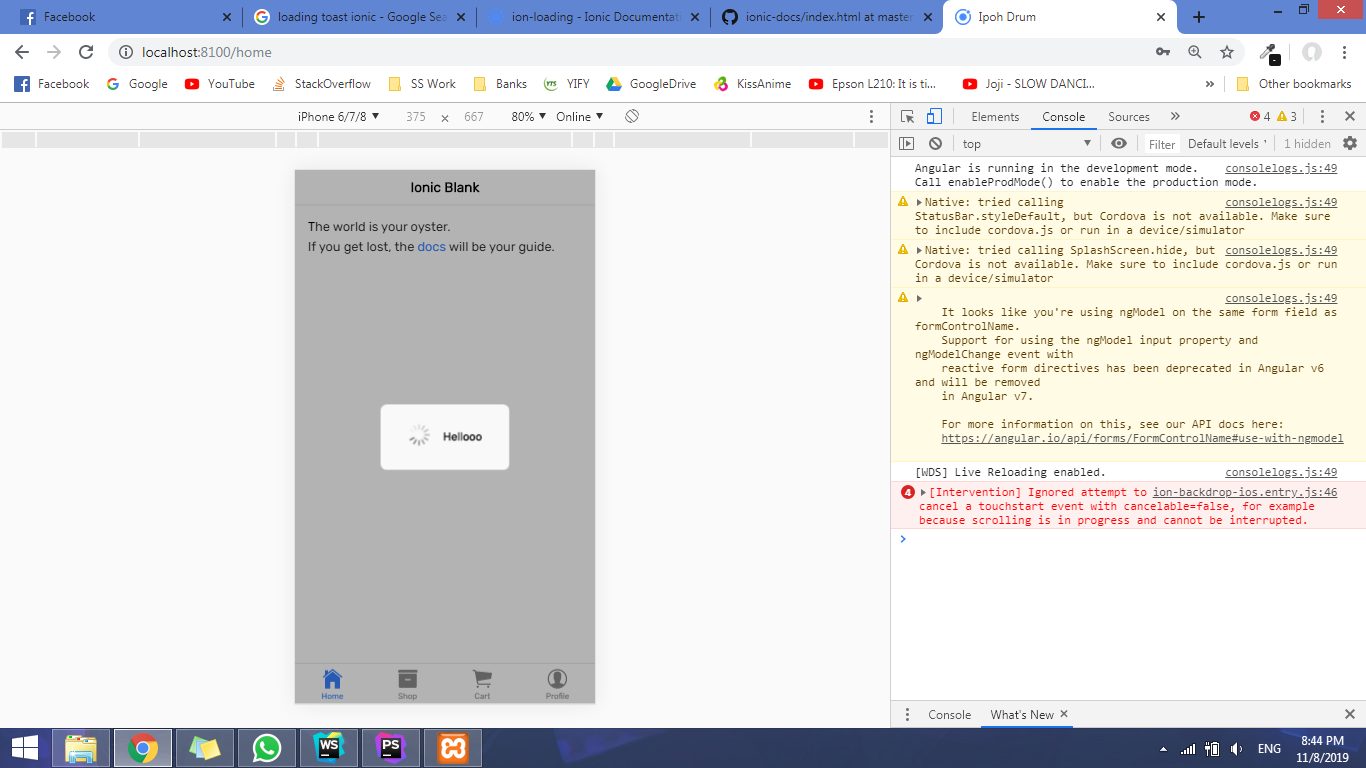 Facebook
loading toast ionic - Google Sea
ion-loading - Ionic Documentati
ionic-docs/index.html at master
Ipoh Drum
localhost:8100/home
Facebook
Google
YouTube
StackOverflow
SS Work
Banks
YTS
YIFY
GoogleDrive
KissAnime
Epson L210: It is ti...
Joji - SLOW DANCI...
»
Other bookmarks
iPhone 6/7/8 ▼
375 × 667
80% ▼
Online ▼
Elements
Console
Sources
»
4
3
top
Filter
Default levels
1 hidden
Angular is running in the development mode. consolelogs.js:49
Call enableProdMode() to enable the production mode.
Native: tried calling consolelogs.js:49
StatusBar.styleDefault, but Cordova is not available. Make sure
to include cordova.js or run in a device/simulator
Native: tried calling SplashScreen.hide, but consolelogs.js:49
Cordova is not available. Make sure to include cordova.js or run
in a device/simulator
consolelogs.js:49
It looks like you're using ngModel on the same form field as
formControlName.
Support for using the ngModel input property and
ngModelChange event with
reactive form directives has been deprecated in Angular v6
and will be removed
in Angular v7.
For more information on this, see our API docs here:
https://angular.io/api/forms/FormControlName#use-with-ngmodel
[WDS] Live Reloading enabled. consolelogs.js:49
4
[Intervention] Ignored attempt to ion-backdrop-ios.entry.js:46
cancel a touchstart event with cancelable=false, for example
because scrolling is in progress and cannot be interrupted.
Ionic Blank
The world is your oyster.
If you get lost, the docs will be your guide.
Hellooo
Home
Shop
Cart
Profile
Console
What's New
WS
PS
ENG
8:44 PM
11/8/2019